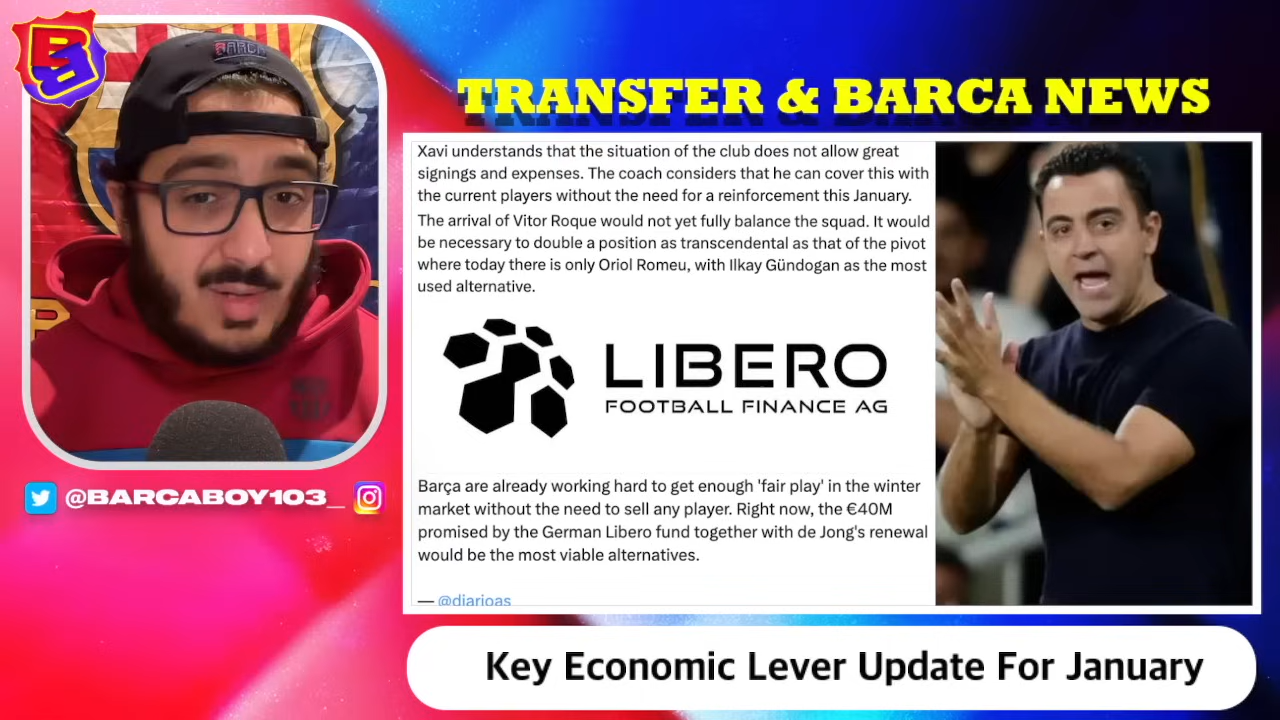 BARCA
TRANSFER & BARCA NEWS
Xavi understands that the situation of the club does not allow great
signings and expenses. The coach considers that he can cover this with
the current players without the need for a reinforcement this January.
The arrival of Vitor Roque would not yet fully balance the squad. It would
be necessary to double a position as transcendental as that of the pivot
where today there is only Oriol Romeu, with Ilkay Gündogan as the most
used alternative.
LIBERO
FOOTBALL FINANCE AG
Barça are already working hard to get enough 'fair play' in the winter
market without the need to sell any player. Right now, the €40M
promised by the German Libero fund together with de Jong's renewal
would be the most viable alternatives.
— @diarioas
@BARCABOY103_
Key Economic Lever Update For January